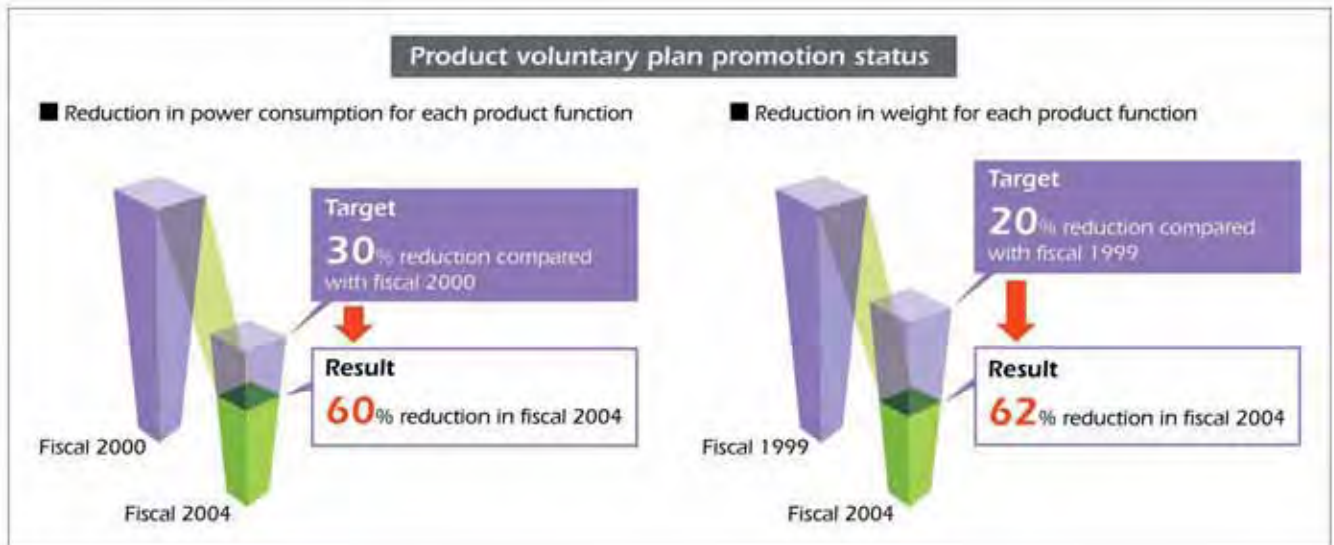 Product voluntary plan promotion status
■ Reduction in power consumption for each product function
Target
30% reduction compared
with fiscal 2000
Result
60% reduction in fiscal 2004
Fiscal 2000
Fiscal 2004
■ Reduction in weight for each product function
Target
20% reduction compared
with fiscal 1999
Result
62% reduction in fiscal 2004
Fiscal 1999
Fiscal 2004